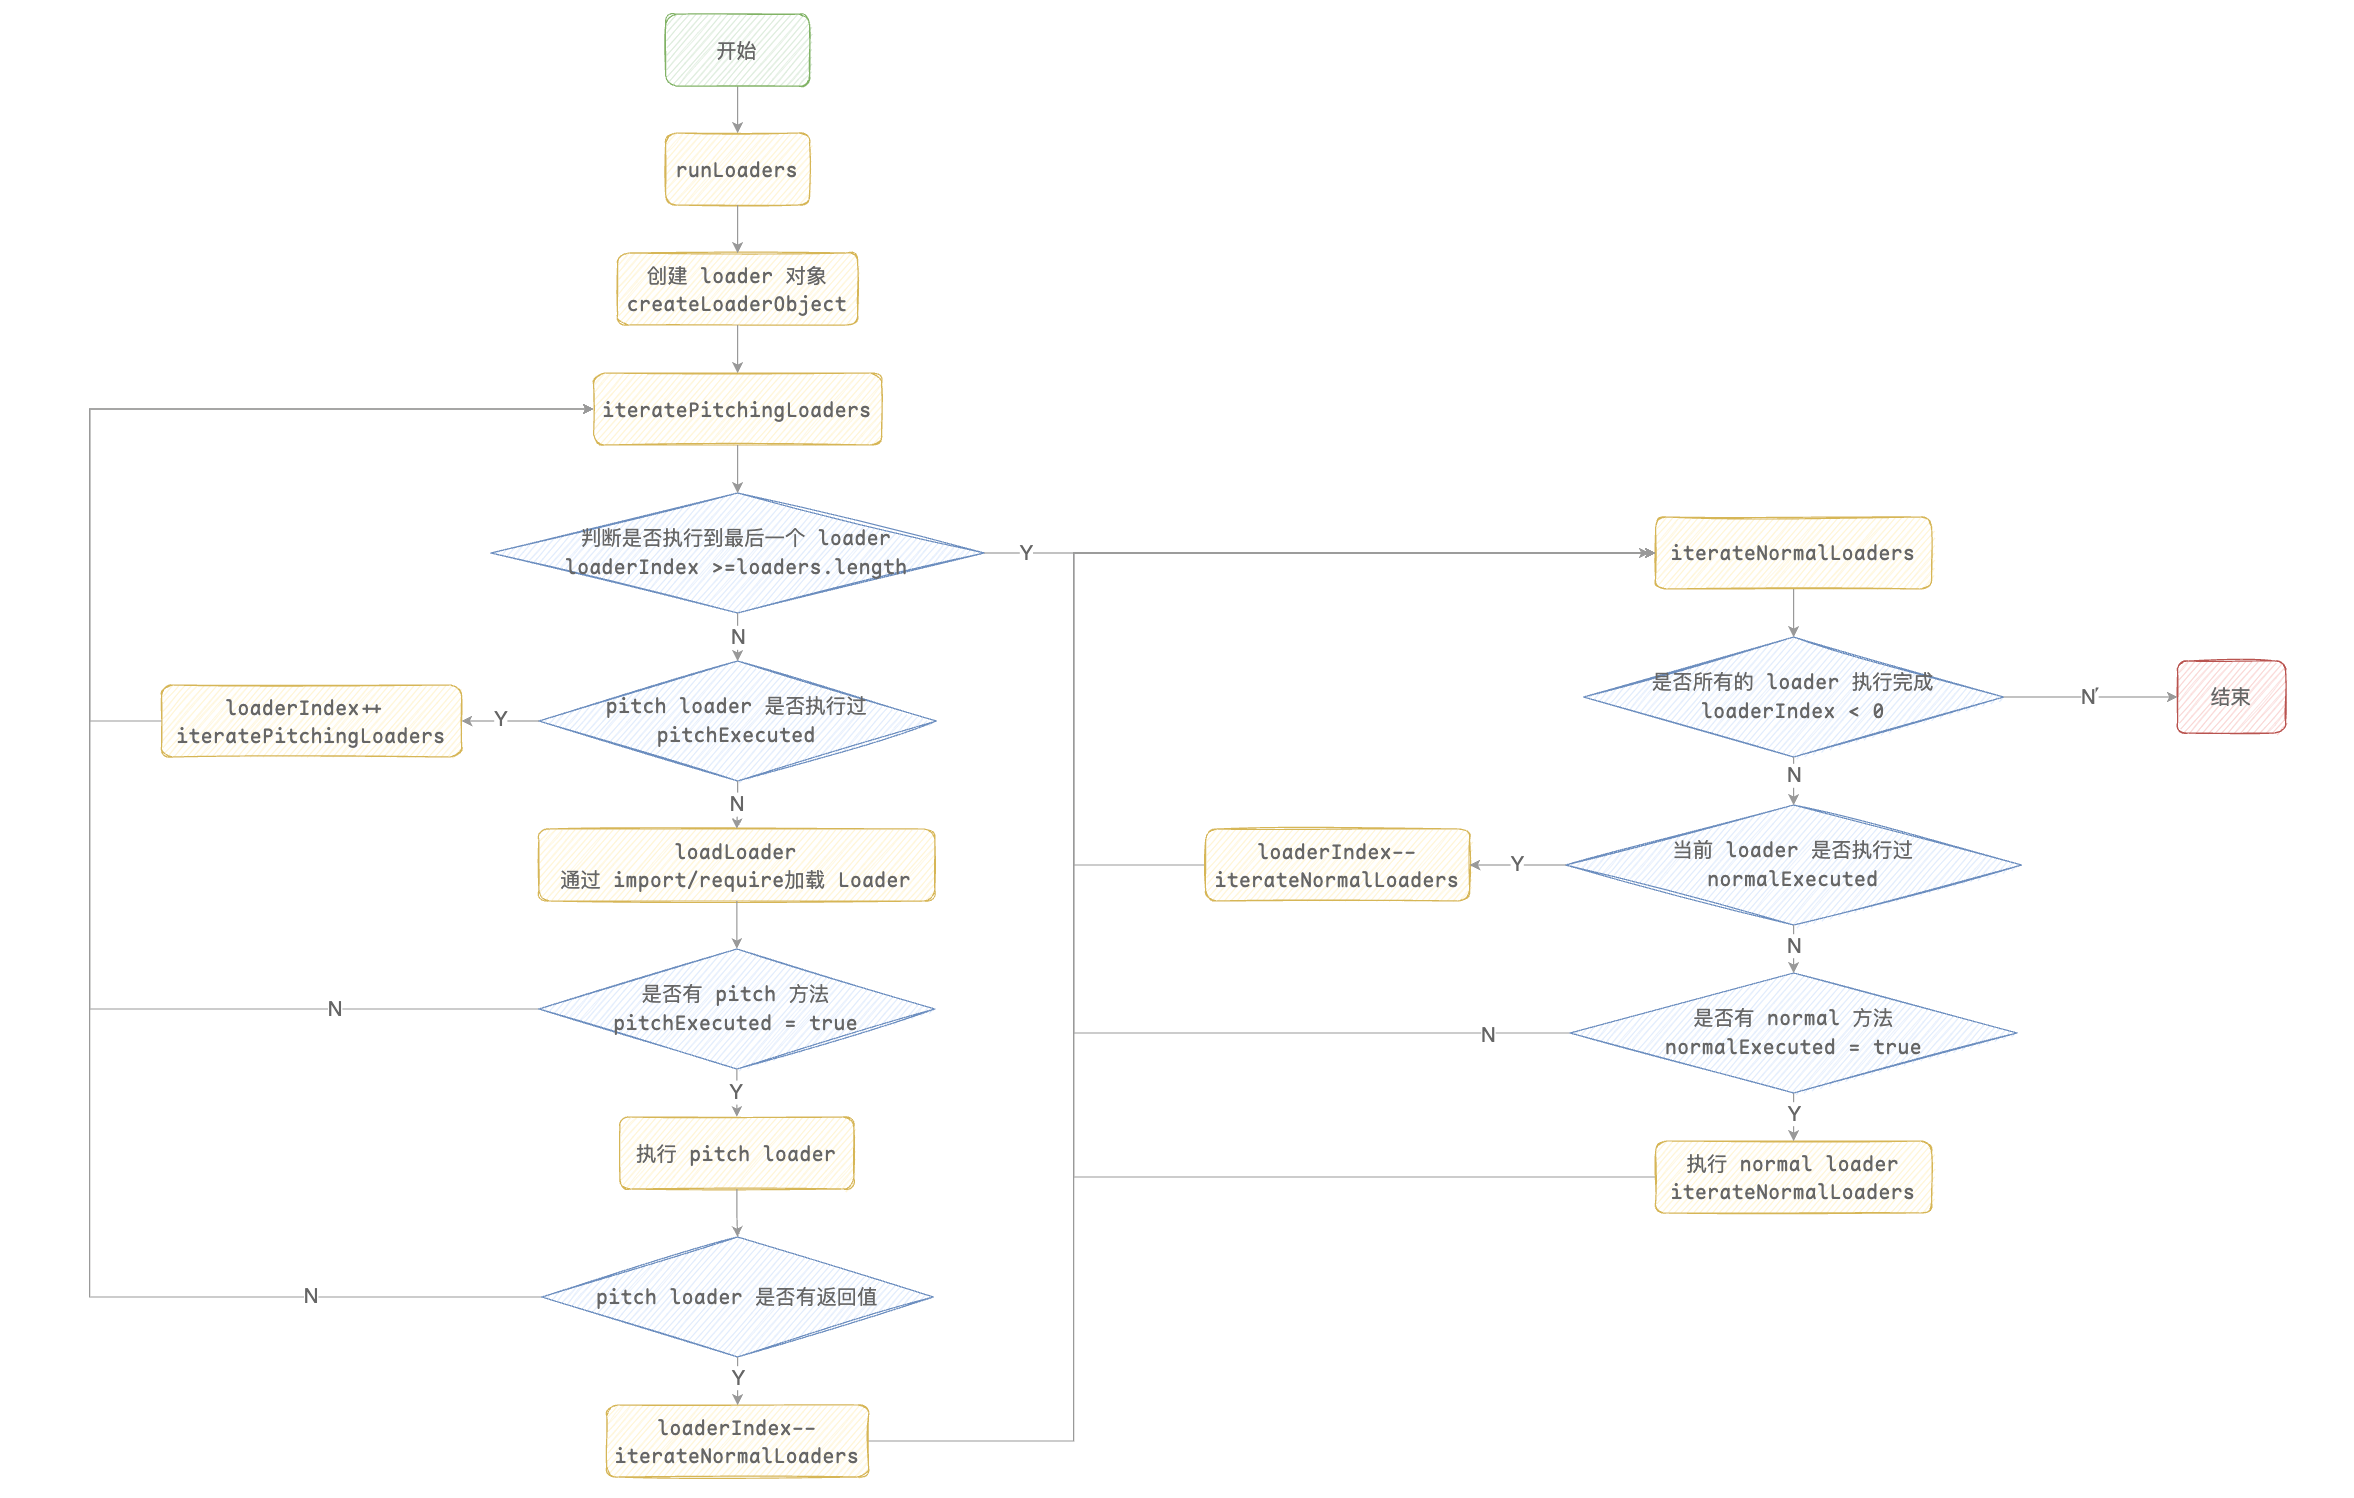 开始
runLoaders
创建 loader 对象
createLoaderObject
iteratePitchingLoaders
判断是否执行到最后一个 loader
loaderIndex >=loaders.length
Y
N
pitch loader 是否执行过
pitchExecuted
Y
loaderIndex++
iteratePitchingLoaders
N
loadLoader
通过 import/require加载 Loader
是否有 pitch 方法
pitchExecuted = true
N
Y
执行 pitch loader
pitch loader 是否有返回值
N
Y
loaderIndex--
iterateNormalLoaders
iterateNormalLoaders
是否所有的 loader 执行完成
loaderIndex < 0
N'
结束
N
当前 loader 是否执行过
normalExecuted
Y
loaderIndex--
iterateNormalLoaders
N
是否有 normal 方法
normalExecuted = true
N
Y
执行 normal loader
iterateNormalLoaders